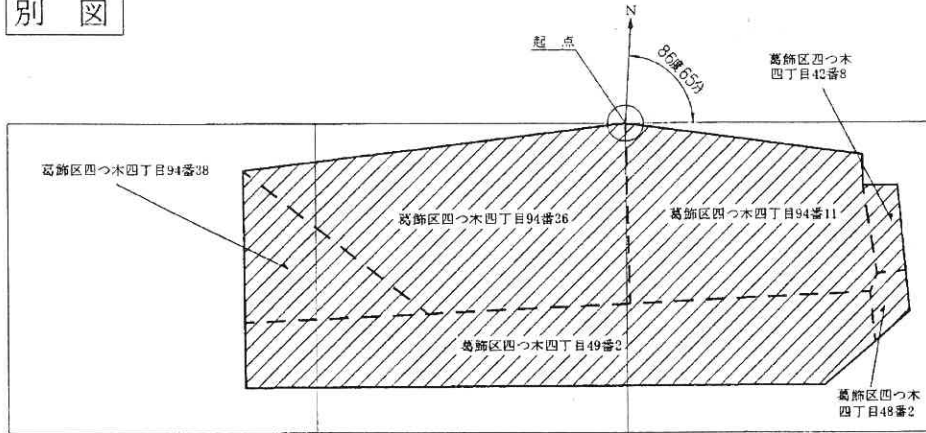 別 図
N
起 点
86度65分
葛飾区四つ木
四丁目42番8
葛飾区四つ木四丁目94番38
葛飾区四つ木四丁目94番36
葛飾区四つ木四丁目94番11
葛飾区四つ木四丁目49番2
葛飾区四つ木
四丁目48番2